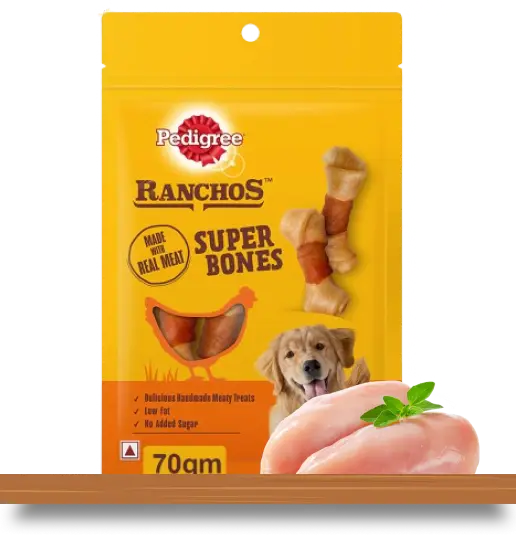 Pedigree
RANCHOS™
MADE
WITH
REAL MEAT
SUPER
BONES
✓ Delicious Handmade Meaty Treats
✓ Low Fat
✓ No Added Sugar
70gm